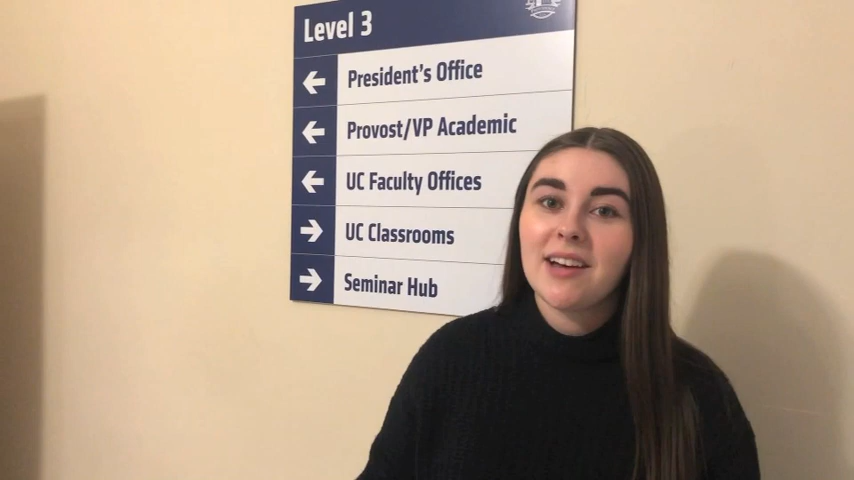 Level 3
← President's Office
← Provost/VP Academic
← UC Faculty Offices
→ UC Classrooms
→ Seminar Hub